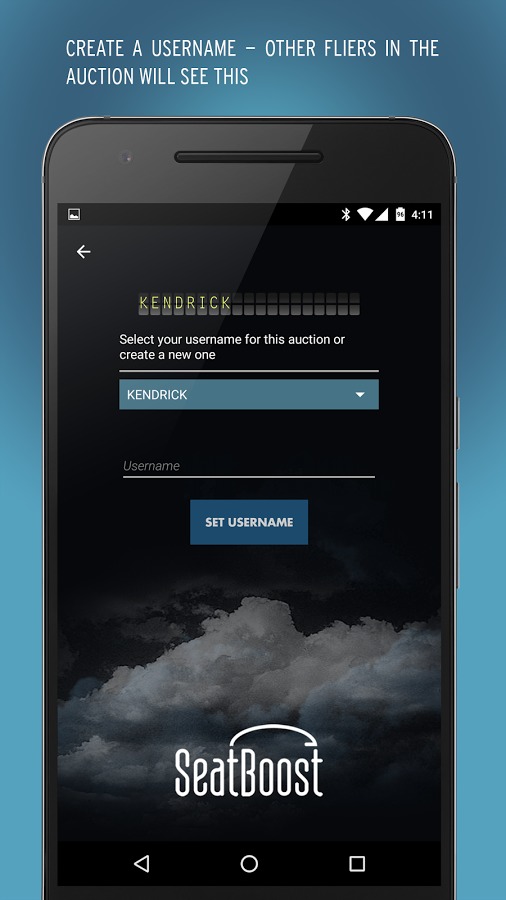 CREATE A USERNAME – OTHER FLIERS IN THE
AUCTION WILL SEE THIS
96 4:11
KENDRICK
Select your username for this auction or
create a new one
KENDRICK
Username
SET USERNAME
SeatBoost